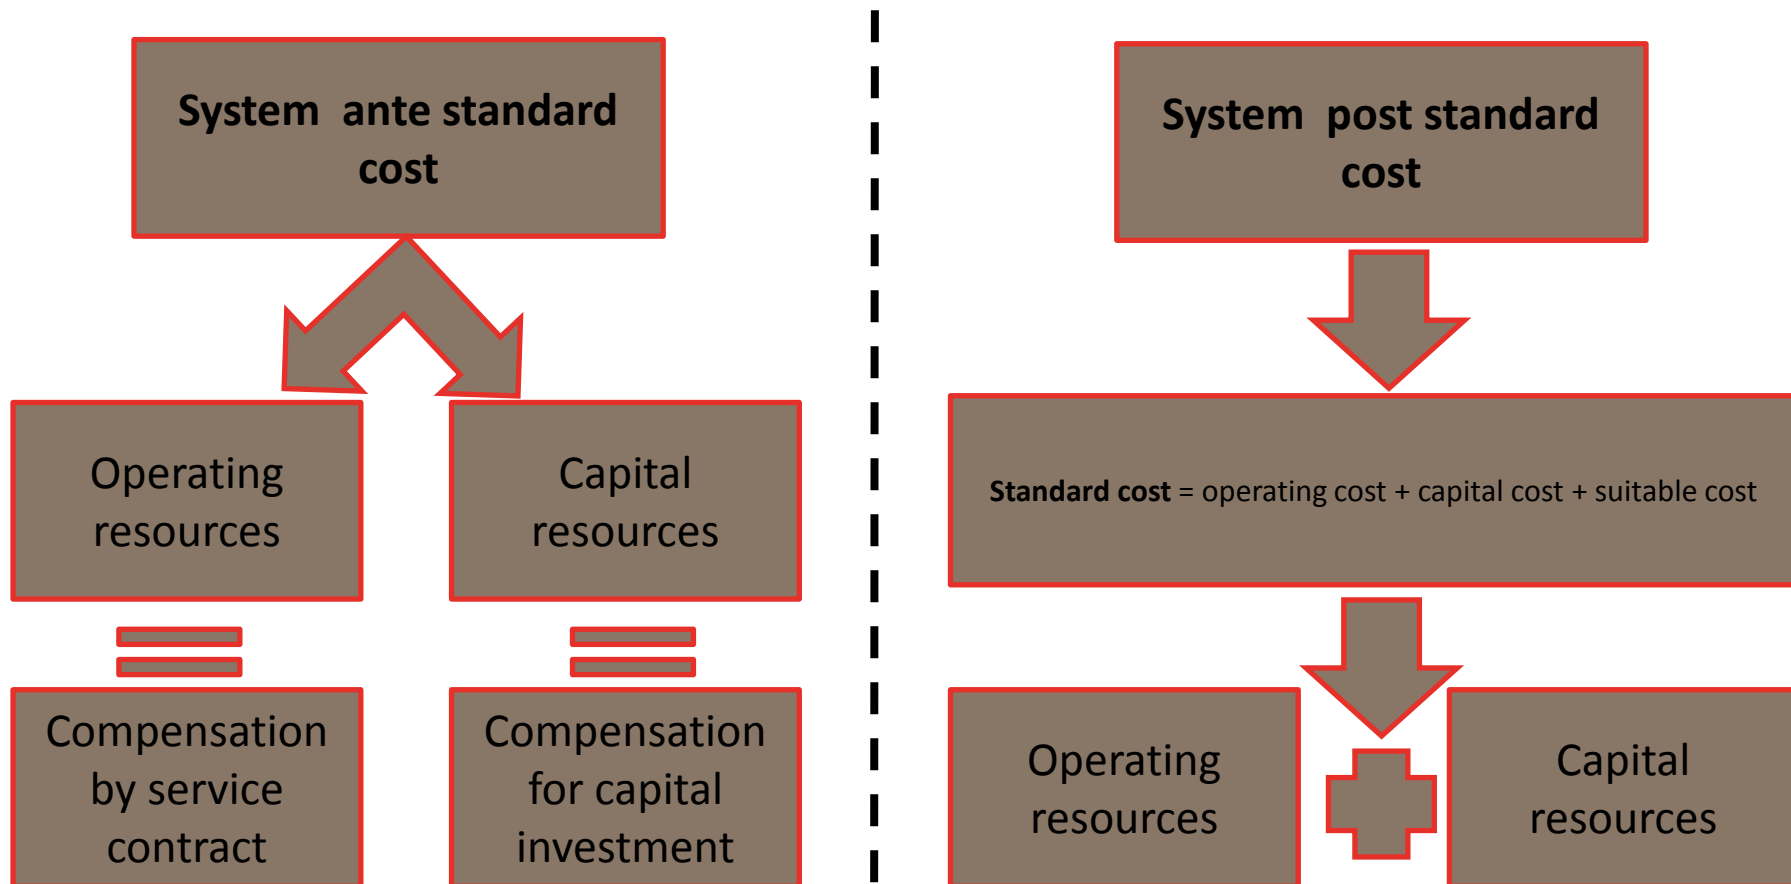 System ante standard
cost
Operating
resources
Capital
resources
Compensation
by service
contract
Compensation
for capital
investment
System post standard
cost
Standard cost = operating cost + capital cost + suitable cost
Operating
resources
Capital
resources